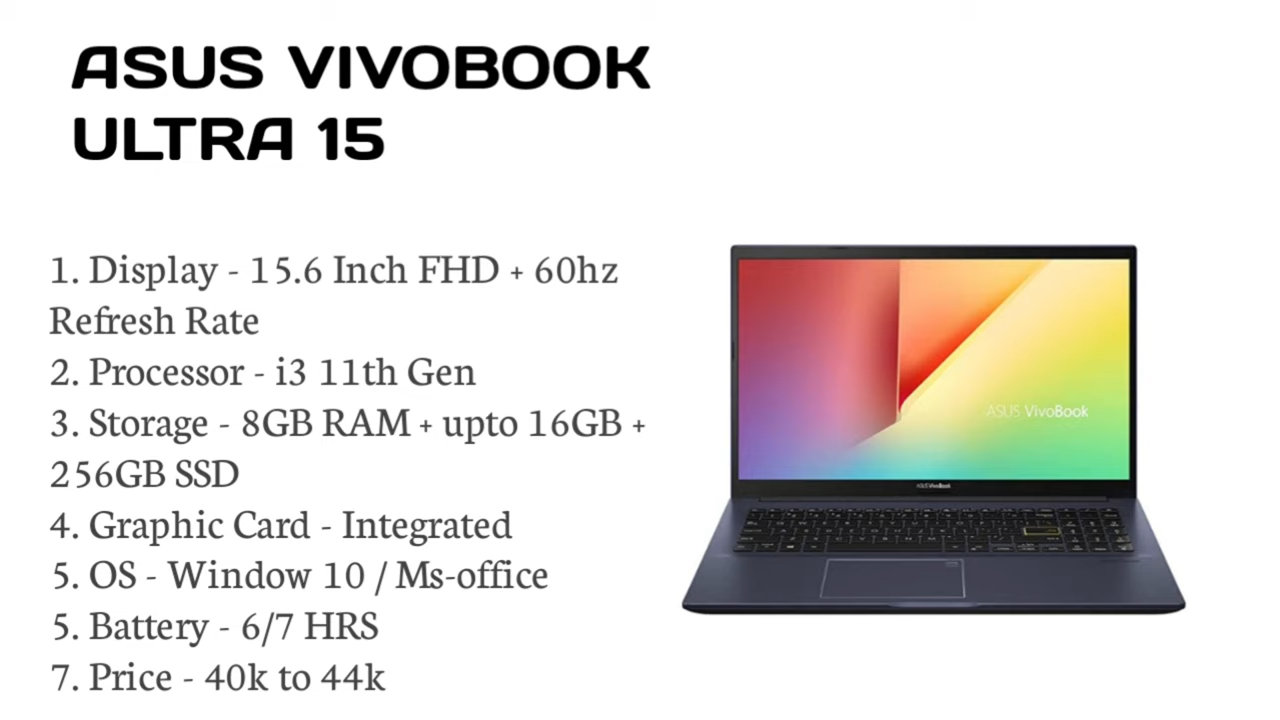 ASUS VIVOBOOK
ULTRA 15
1. Display - 15.6 Inch FHD + 60hz
Refresh Rate
2. Processor - i3 11th Gen
3. Storage - 8GB RAM + upto 16GB +
256GB SSD
4. Graphic Card - Integrated
5. OS - Window 10 / Ms-office
5. Battery - 6/7 HRS
7. Price - 40k to 44k
ASUS VivoBook
ASUS VivoBook